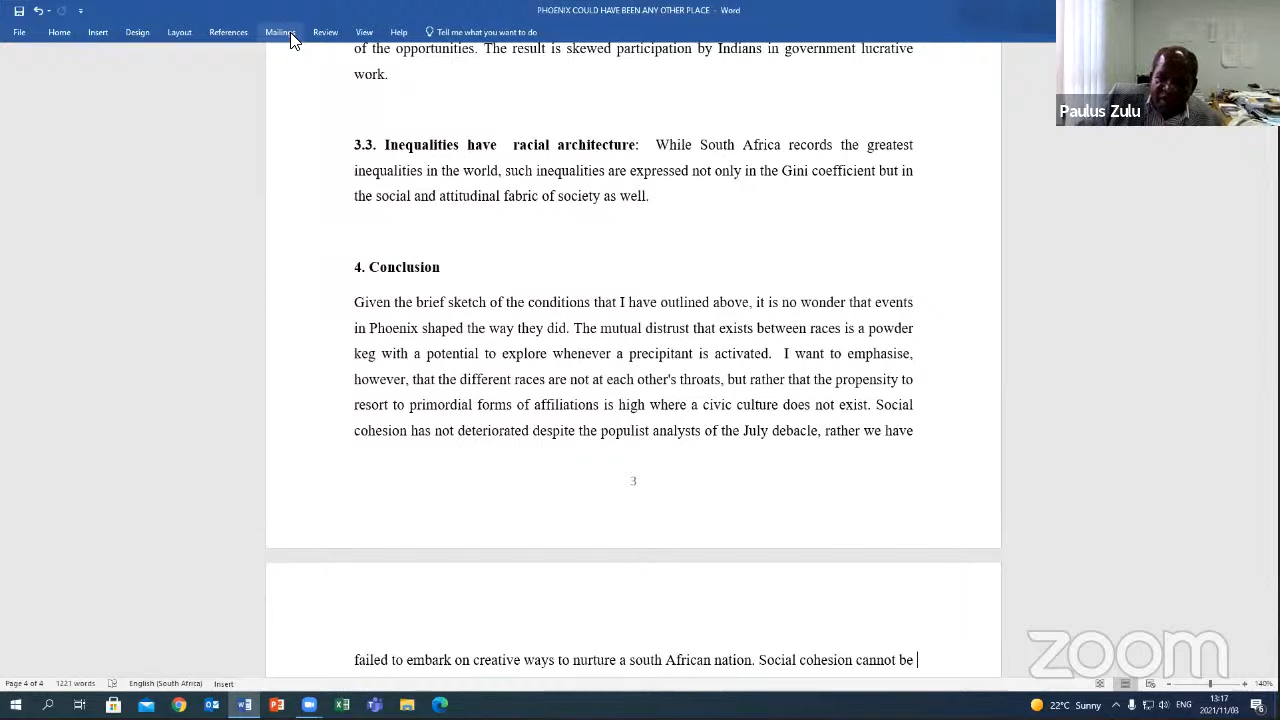 PHOENIX COULD HAVE BEEN ANY OTHER PLACE - Word
File Home Insert Design Layout References Mailings Review View Help Tell me what you want to do
of the opportunities. The result is skewed participation by Indians in government lucrative
work.
3.3. Inequalities have racial architecture: While South Africa records the greatest
inequalities in the world, such inequalities are expressed not only in the Gini coefficient but in
the social and attitudinal fabric of society as well.
4. Conclusion
Given the brief sketch of the conditions that I have outlined above, it is no wonder that events
in Phoenix shaped the way they did. The mutual distrust that exists between races is a powder
keg with a potential to explore whenever a precipitant is activated. I want to emphasise,
however, that the different races are not at each other's throats, but rather that the propensity to
resort to primordial forms of affiliations is high where a civic culture does not exist. Social
cohesion has not deteriorated despite the populist analysts of the July debacle, rather we have
3
failed to embark on creative ways to nurture a south African nation. Social cohesion cannot be
Paulus Zulu
zoom
Page 4 of 4 1221 words English (South Africa) Insert 140%
22°C Sunny ENG 13:17
2021/11/03 6